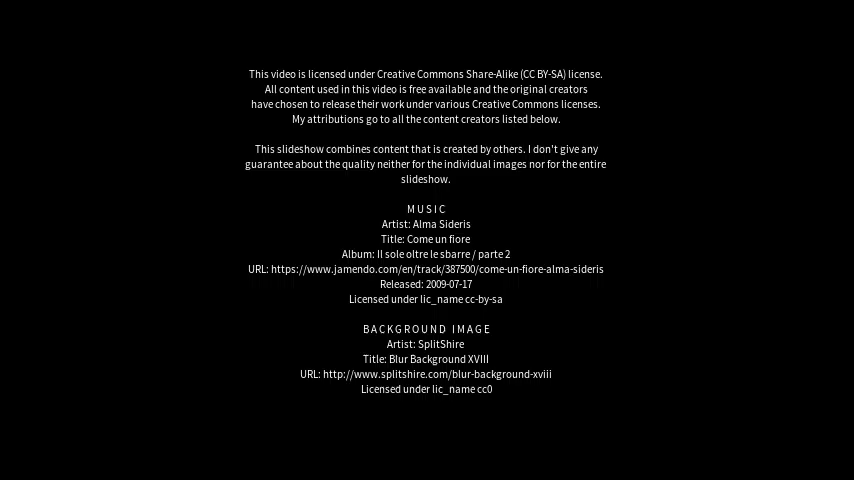 This video is licensed under Creative Commons Share-Alike (CC BY-SA) license.
All content used in this video is free available and the original creators
have chosen to release their work under various Creative Commons licenses.
My attributions go to all the content creators listed below.
This slideshow combines content that is created by others. I don't give any
guarantee about the quality neither for the individual images nor for the entire
slideshow.
MUSIC
Artist: Alma Sideris
Title: Come un fiore
Album: Il sole oltre le sbarre / parte 2
URL: https://www.jamendo.com/en/track/387500/come-un-fiore-alma-sideris
Released: 2009-07-17
Licensed under lic_name cc-by-sa
BACKGROUND IMAGE
Artist: SplitShire
Title: Blur Background XVIII
URL: http://www.splitshire.com/blur-background-xviii
Licensed under lic_name cc0